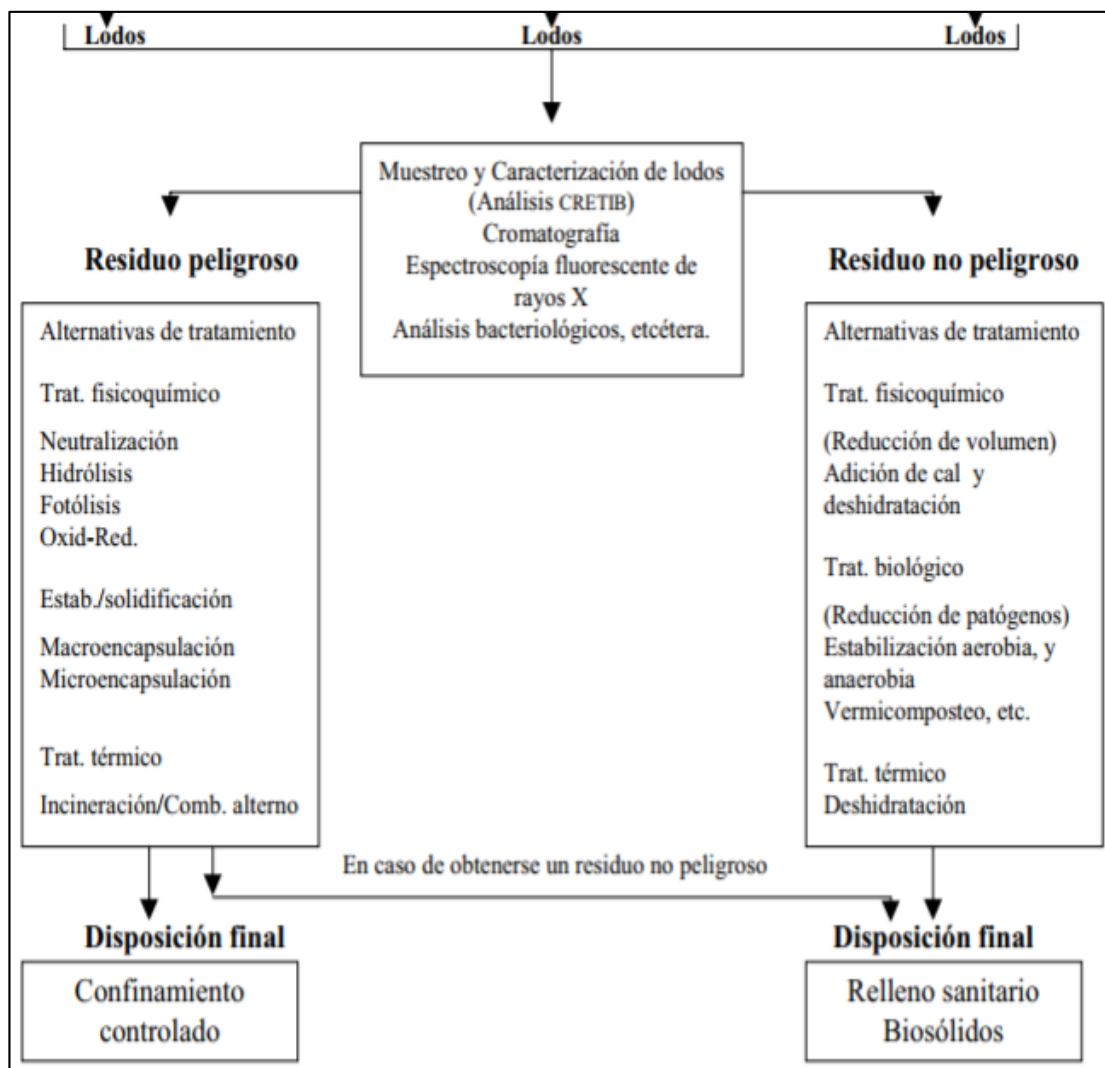 Lodos
Lodos
Lodos
Muestreo y Caracterización de lodos
(Análisis CRETIB)
Cromatografía
Espectroscopía fluorescente de
rayos X
Análisis bacteriológicos, etcétera.
Residuo peligroso
Alternativas de tratamiento
Trat. fisicoquímico
Neutralización
Hidrólisis
Fotólisis
Oxid-Red.
Estab./solidificación
Macroencapsulación
Microencapsulación
Trat. térmico
Incineración/Comb. alterno
Residuo no peligroso
Alternativas de tratamiento
Trat. fisicoquímico
(Reducción de volumen)
Adición de cal y
deshidratación
Trat. biológico
(Reducción de patógenos)
Estabilización aerobia, y
anaerobia
Vermicomposteo, etc.
Trat. térmico
Deshidratación
En caso de obtenerse un residuo no peligroso
Disposición final
Confinamiento
controlado
Disposición final
Relleno sanitario
Biosólidos